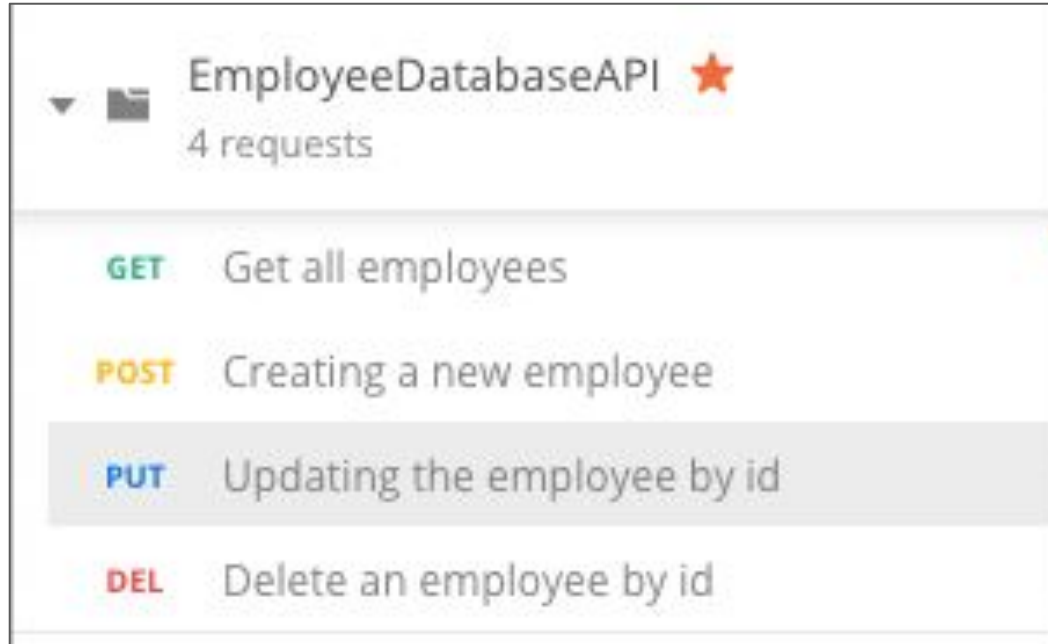 EmployeeDatabaseAPI
4 requests
GET Get all employees
POST Creating a new employee
PUT Updating the employee by id
DEL Delete an employee by id